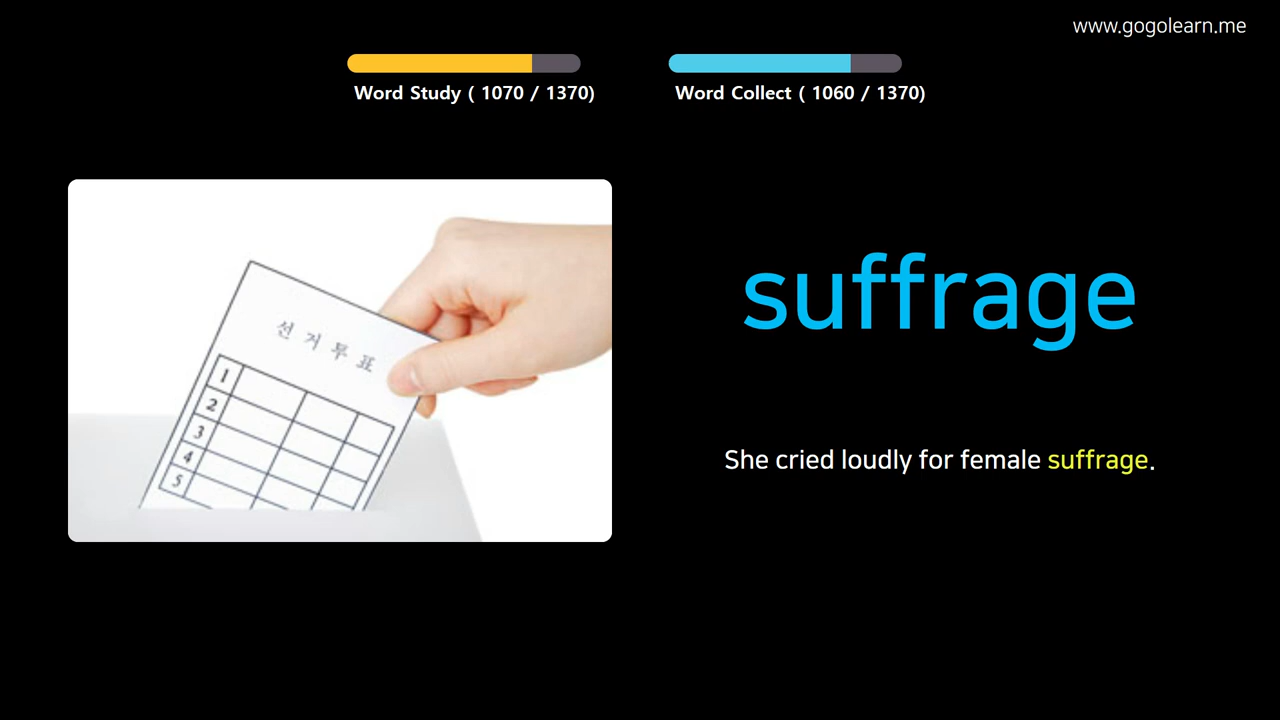 www.gogolearn.me
Word Study ( 1070 / 1370)
Word Collect ( 1060 / 1370)
선 거 투 표
1
2
3
4
5
suffrage
She cried loudly for female suffrage.